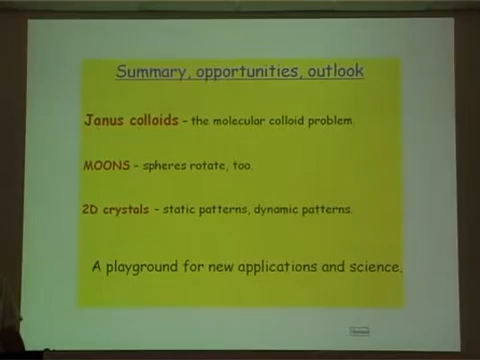 Summary, opportunities, outlook
Janus colloids – the molecular colloid problem.
MOONS – spheres rotate, too.
2D crystals – static patterns, dynamic patterns.
A playground for new applications and science.